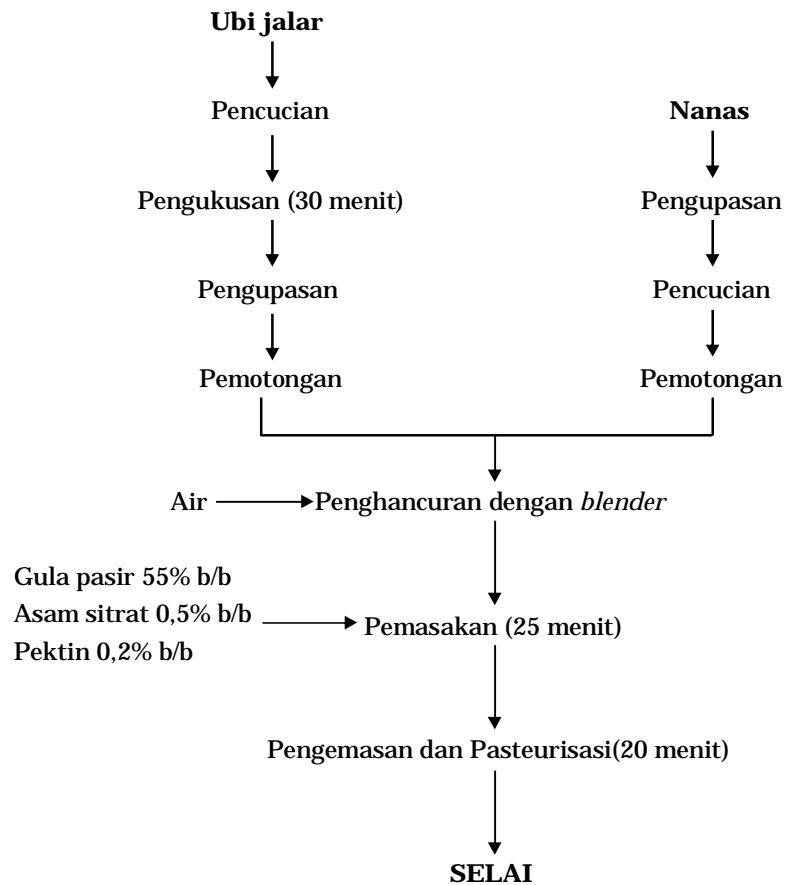 Ubi jalar
Pencucian
Pengukusan (30 menit)
Pengupasan
Pemotongan
Nanas
Pengupasan
Pencucian
Pemotongan
Air
Penghancuran dengan blender
Gula pasir 55% b/b
Asam sitrat 0,5% b/b
Pektin 0,2% b/b
Pemasakan (25 menit)
Pengemasan dan Pasteurisasi(20 menit)
SELAI